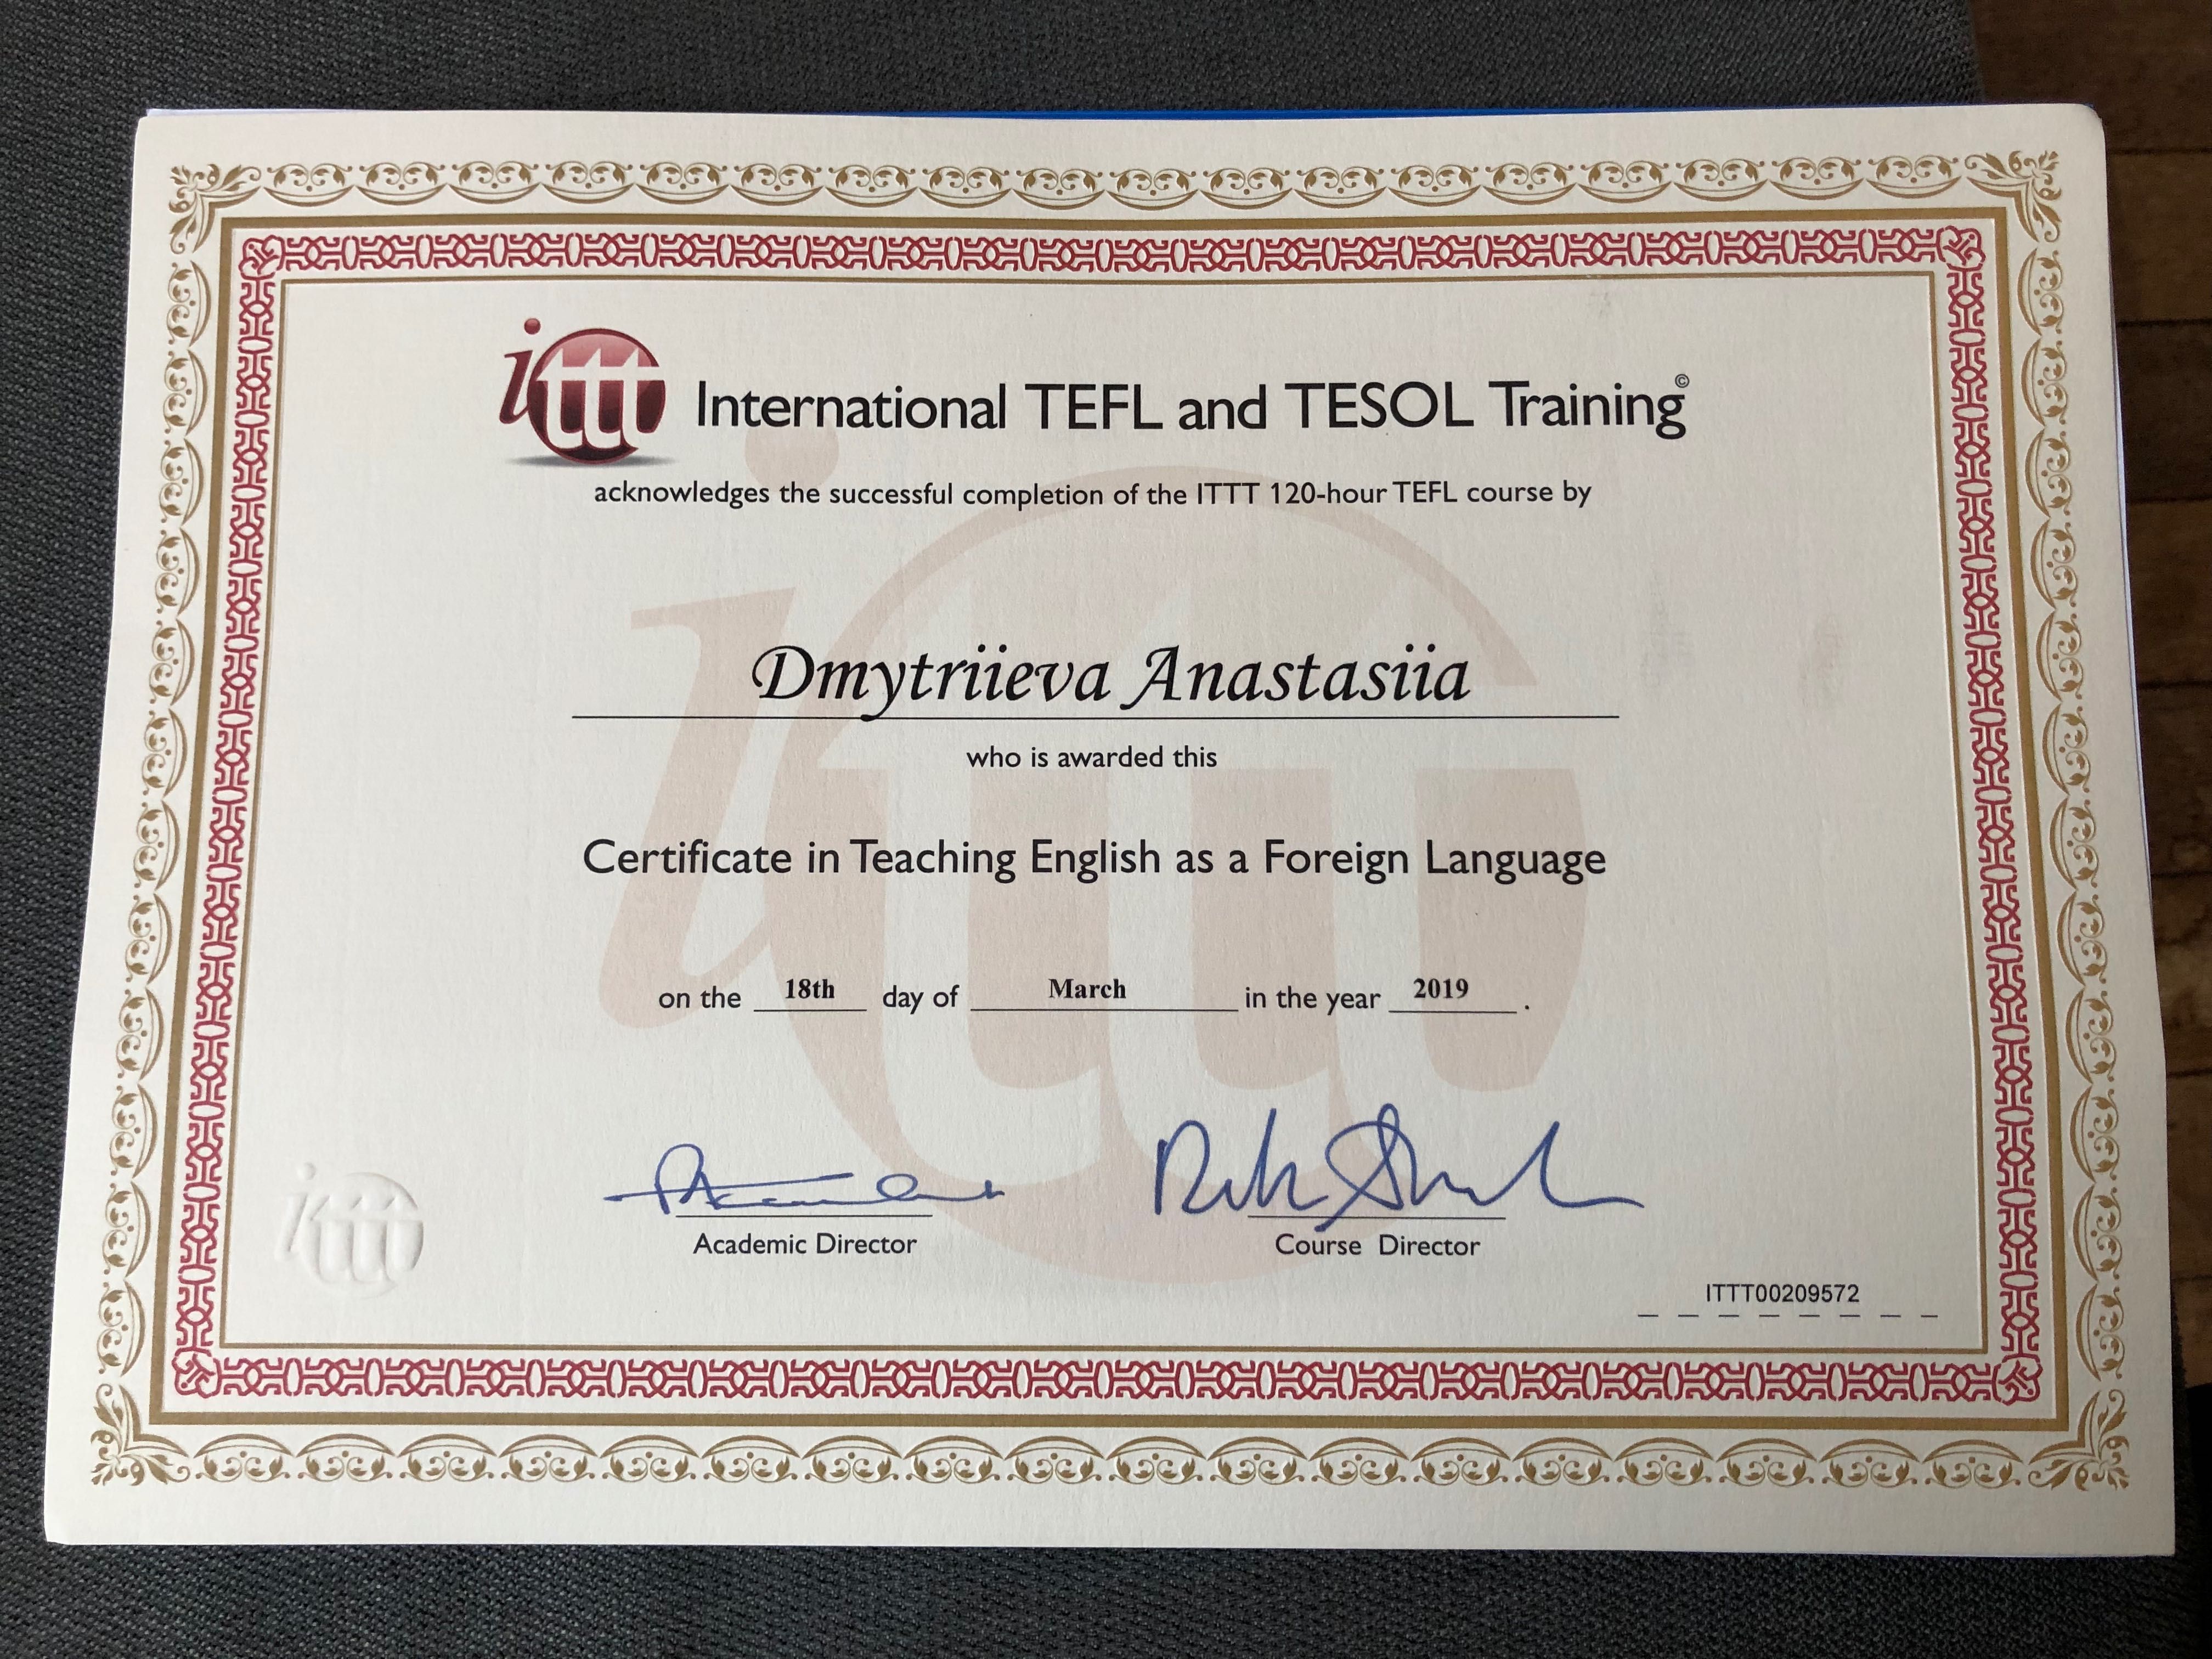 ittt International TEFL and TESOL Training©
acknowledges the successful completion of the ITTT 120-hour TEFL course by
Dmytriieva Anastasiia
who is awarded this
Certificate in Teaching English as a Foreign Language
on the 18th day of March in the year 2019 .
Academic Director Course Director
ITTT00209572
ittt